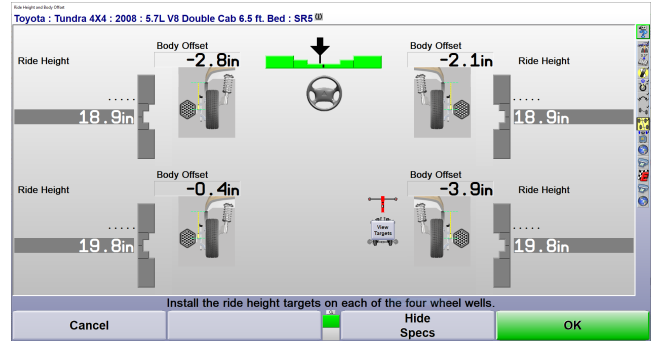 Ride Height and Body Offset
Toyota : Tundra 4X4 : 2008 : 5.7L V8 Double Cab 6.5 ft. Bed : SR5
Body Offset
Body Offset
Ride Height
-2.8in
-2.1in
Ride Height
.....
.....
18.9in
18.9in
Body Offset
Body Offset
Ride Height
-0.4in
-3.9in
Ride Height
.....
.....
View
Targets
19.8in
19.8in
Install the ride height targets on each of the four wheel wells.
Cancel
Hide
Specs
OK